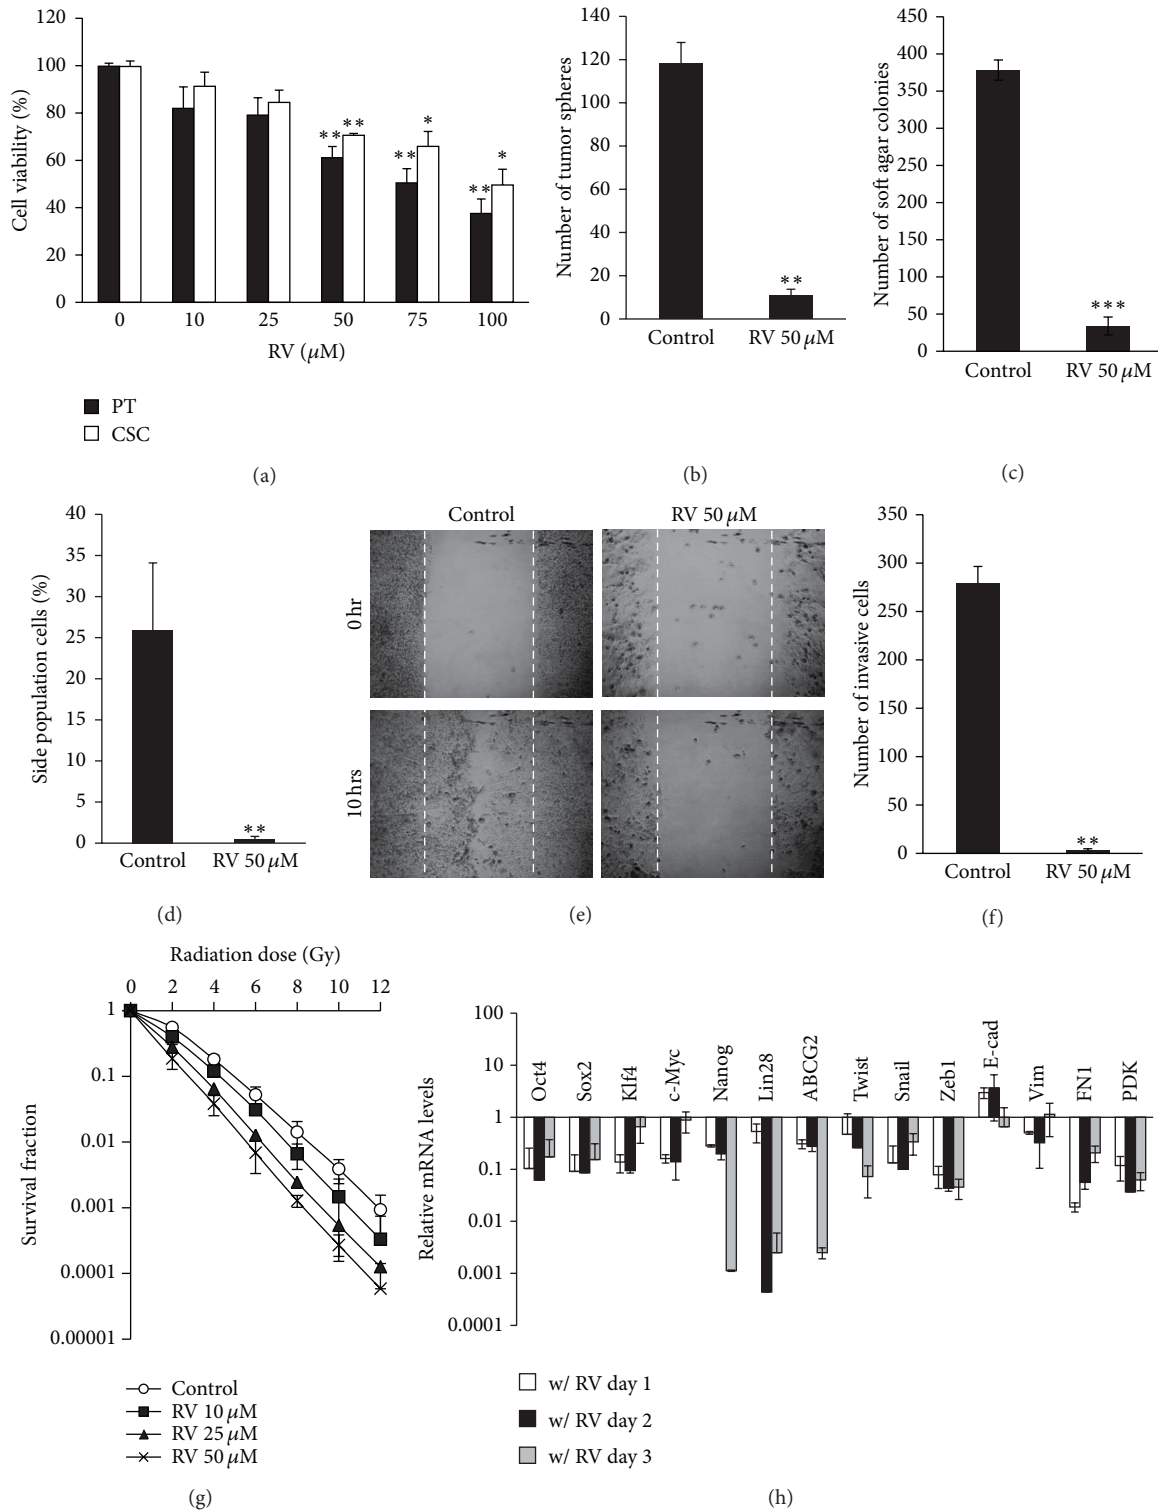 120
100
80
60
40
20
0
Cell viability (%)
** **
**
*
**
*
0 10 25 50 75 100
RV (μM)
PT
CSC
(a)
140
120
100
80
60
40
20
0
Number of tumor spheres
**
Control RV 50 μM
(b)
450
400
350
300
250
200
150
100
50
0
Number of soft agar colonies
***
Control RV 50 μM
(c)
40
35
30
25
20
15
10
5
0
Side population cells (%)
**
Control RV 50 μM
(d)
Control RV 50 μM
0 hr
10 hrs
(e)
350
300
250
200
150
100
50
0
Number of invasive cells
**
Control RV 50 μM
(f)
Radiation dose (Gy)
0 2 4 6 8 10 12
1
0.1
0.01
0.001
0.0001
0.00001
Survival fraction
Control
RV 10 μM
RV 25 μM
RV 50 μM
(g)
100
10
1
0.1
0.01
0.001
0.0001
Relative mRNA levels
Oct4
Sox2
Klf4
c-Myc
Nanog
Lin28
ABCG2
Twist
Snail
Zeb1
E-cad
Vim
FN1
PDK
w/ RV day 1
w/ RV day 2
w/ RV day 3
(h)